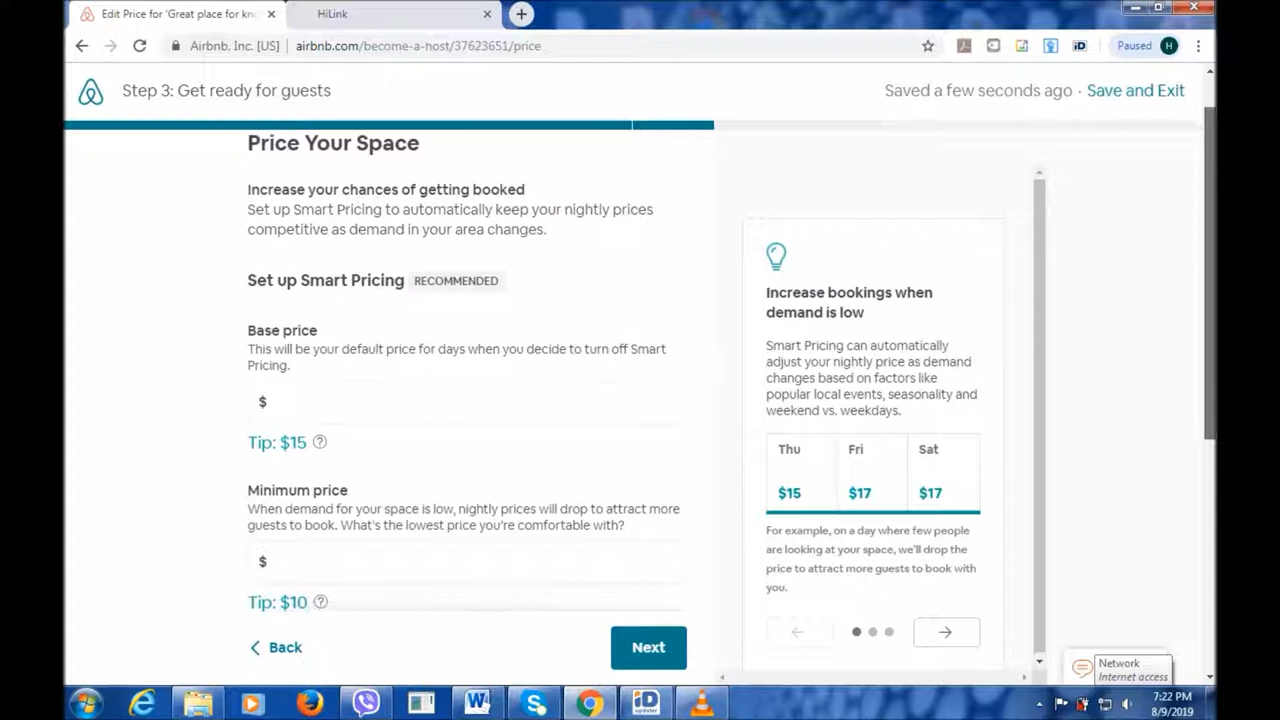 Edit Price for 'Great place for kn
HiLink
Airbnb, Inc. [US]
airbnb.com/become-a-host/37623651/price
Paused
H
Step 3: Get ready for guests
Saved a few seconds ago · Save and Exit
Price Your Space
Increase your chances of getting booked
Set up Smart Pricing to automatically keep your nightly prices
competitive as demand in your area changes.
Set up Smart Pricing RECOMMENDED
Base price
This will be your default price for days when you decide to turn off Smart
Pricing.
$
Tip: $15 ?
Minimum price
When demand for your space is low, nightly prices will drop to attract more
guests to book. What's the lowest price you're comfortable with?
$
Tip: $10 ?
Back
Next
Increase bookings when
demand is low
Smart Pricing can automatically
adjust your nightly price as demand
changes based on factors like
popular local events, seasonality and
weekend vs. weekdays.
Thu Fri Sat
$15 $17 $17
For example, on a day where few people
are looking at your space, we'll drop the
price to attract more guests to book with
you.
Network
Internet access
7:22 PM
8/9/2019